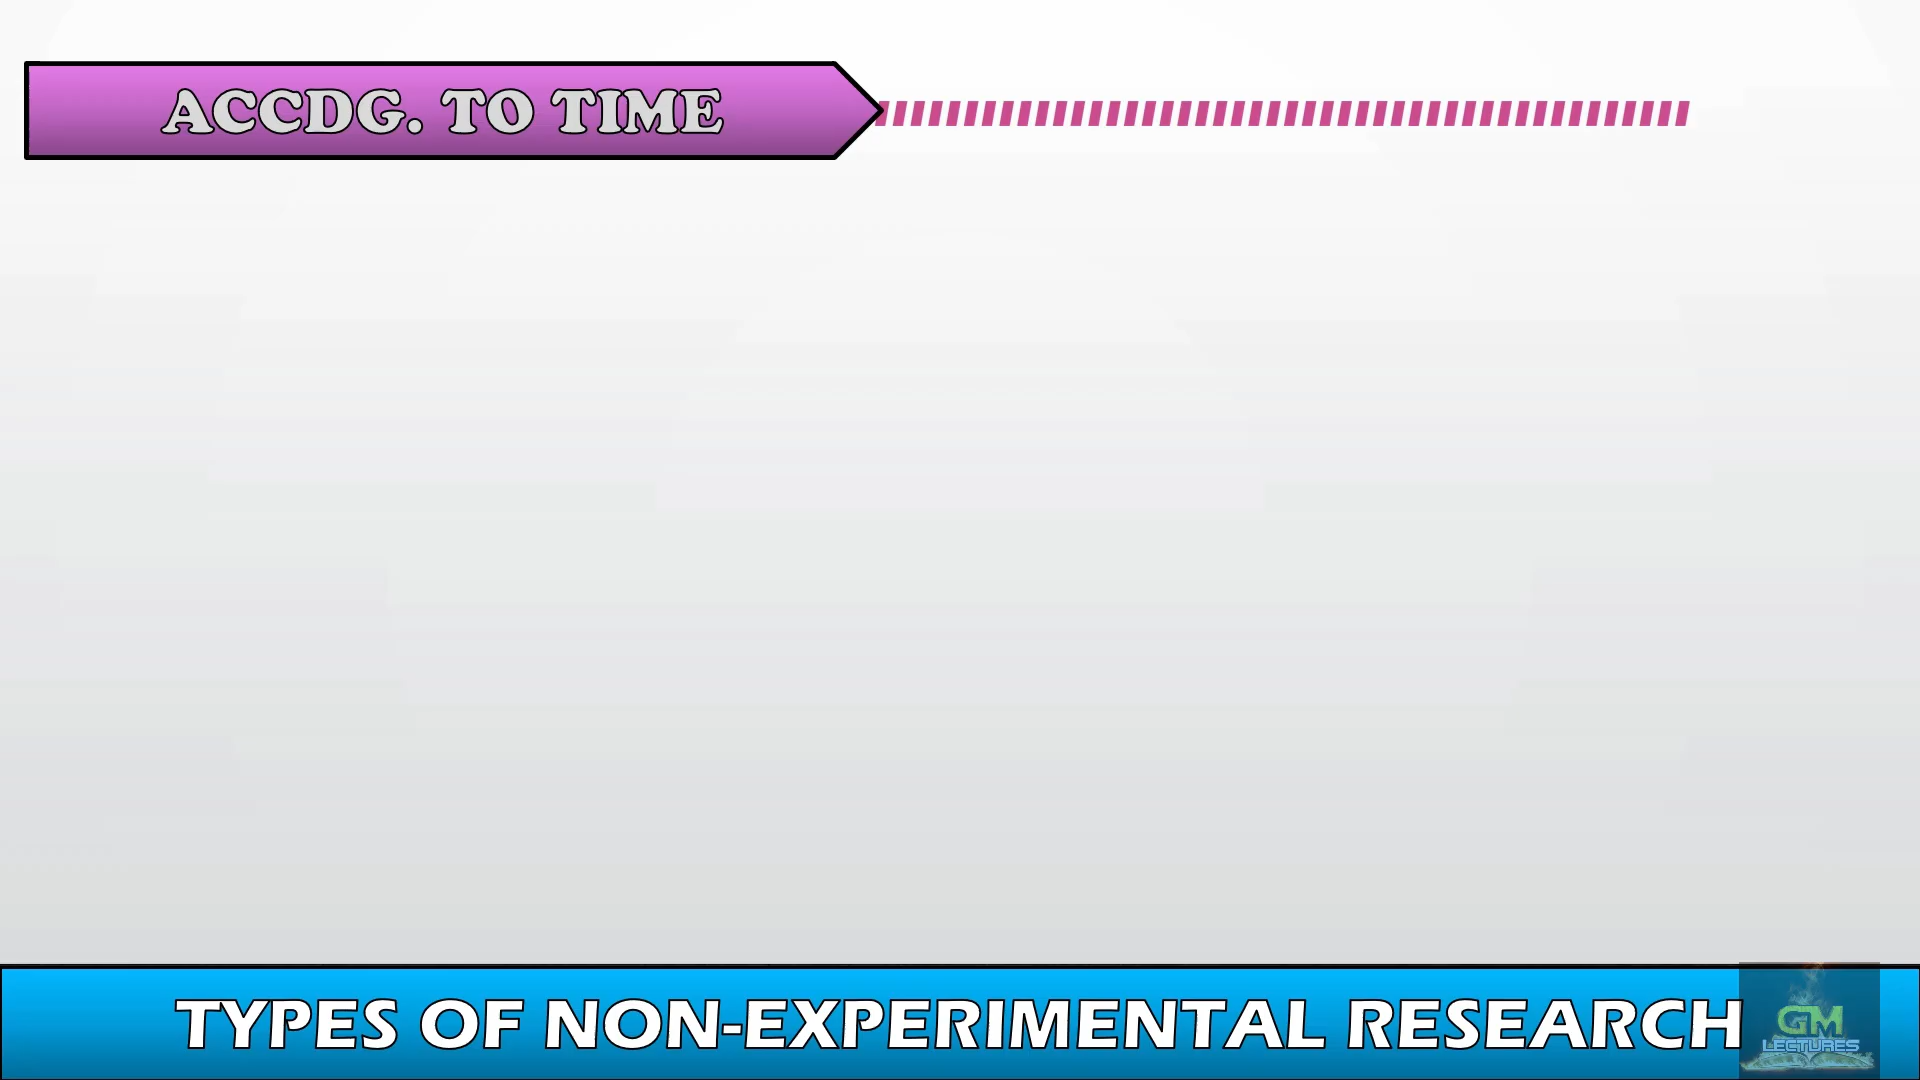 ACCDG. TO TIME
TYPES OF NON-EXPERIMENTAL RESEARCH
GM
LECTURES